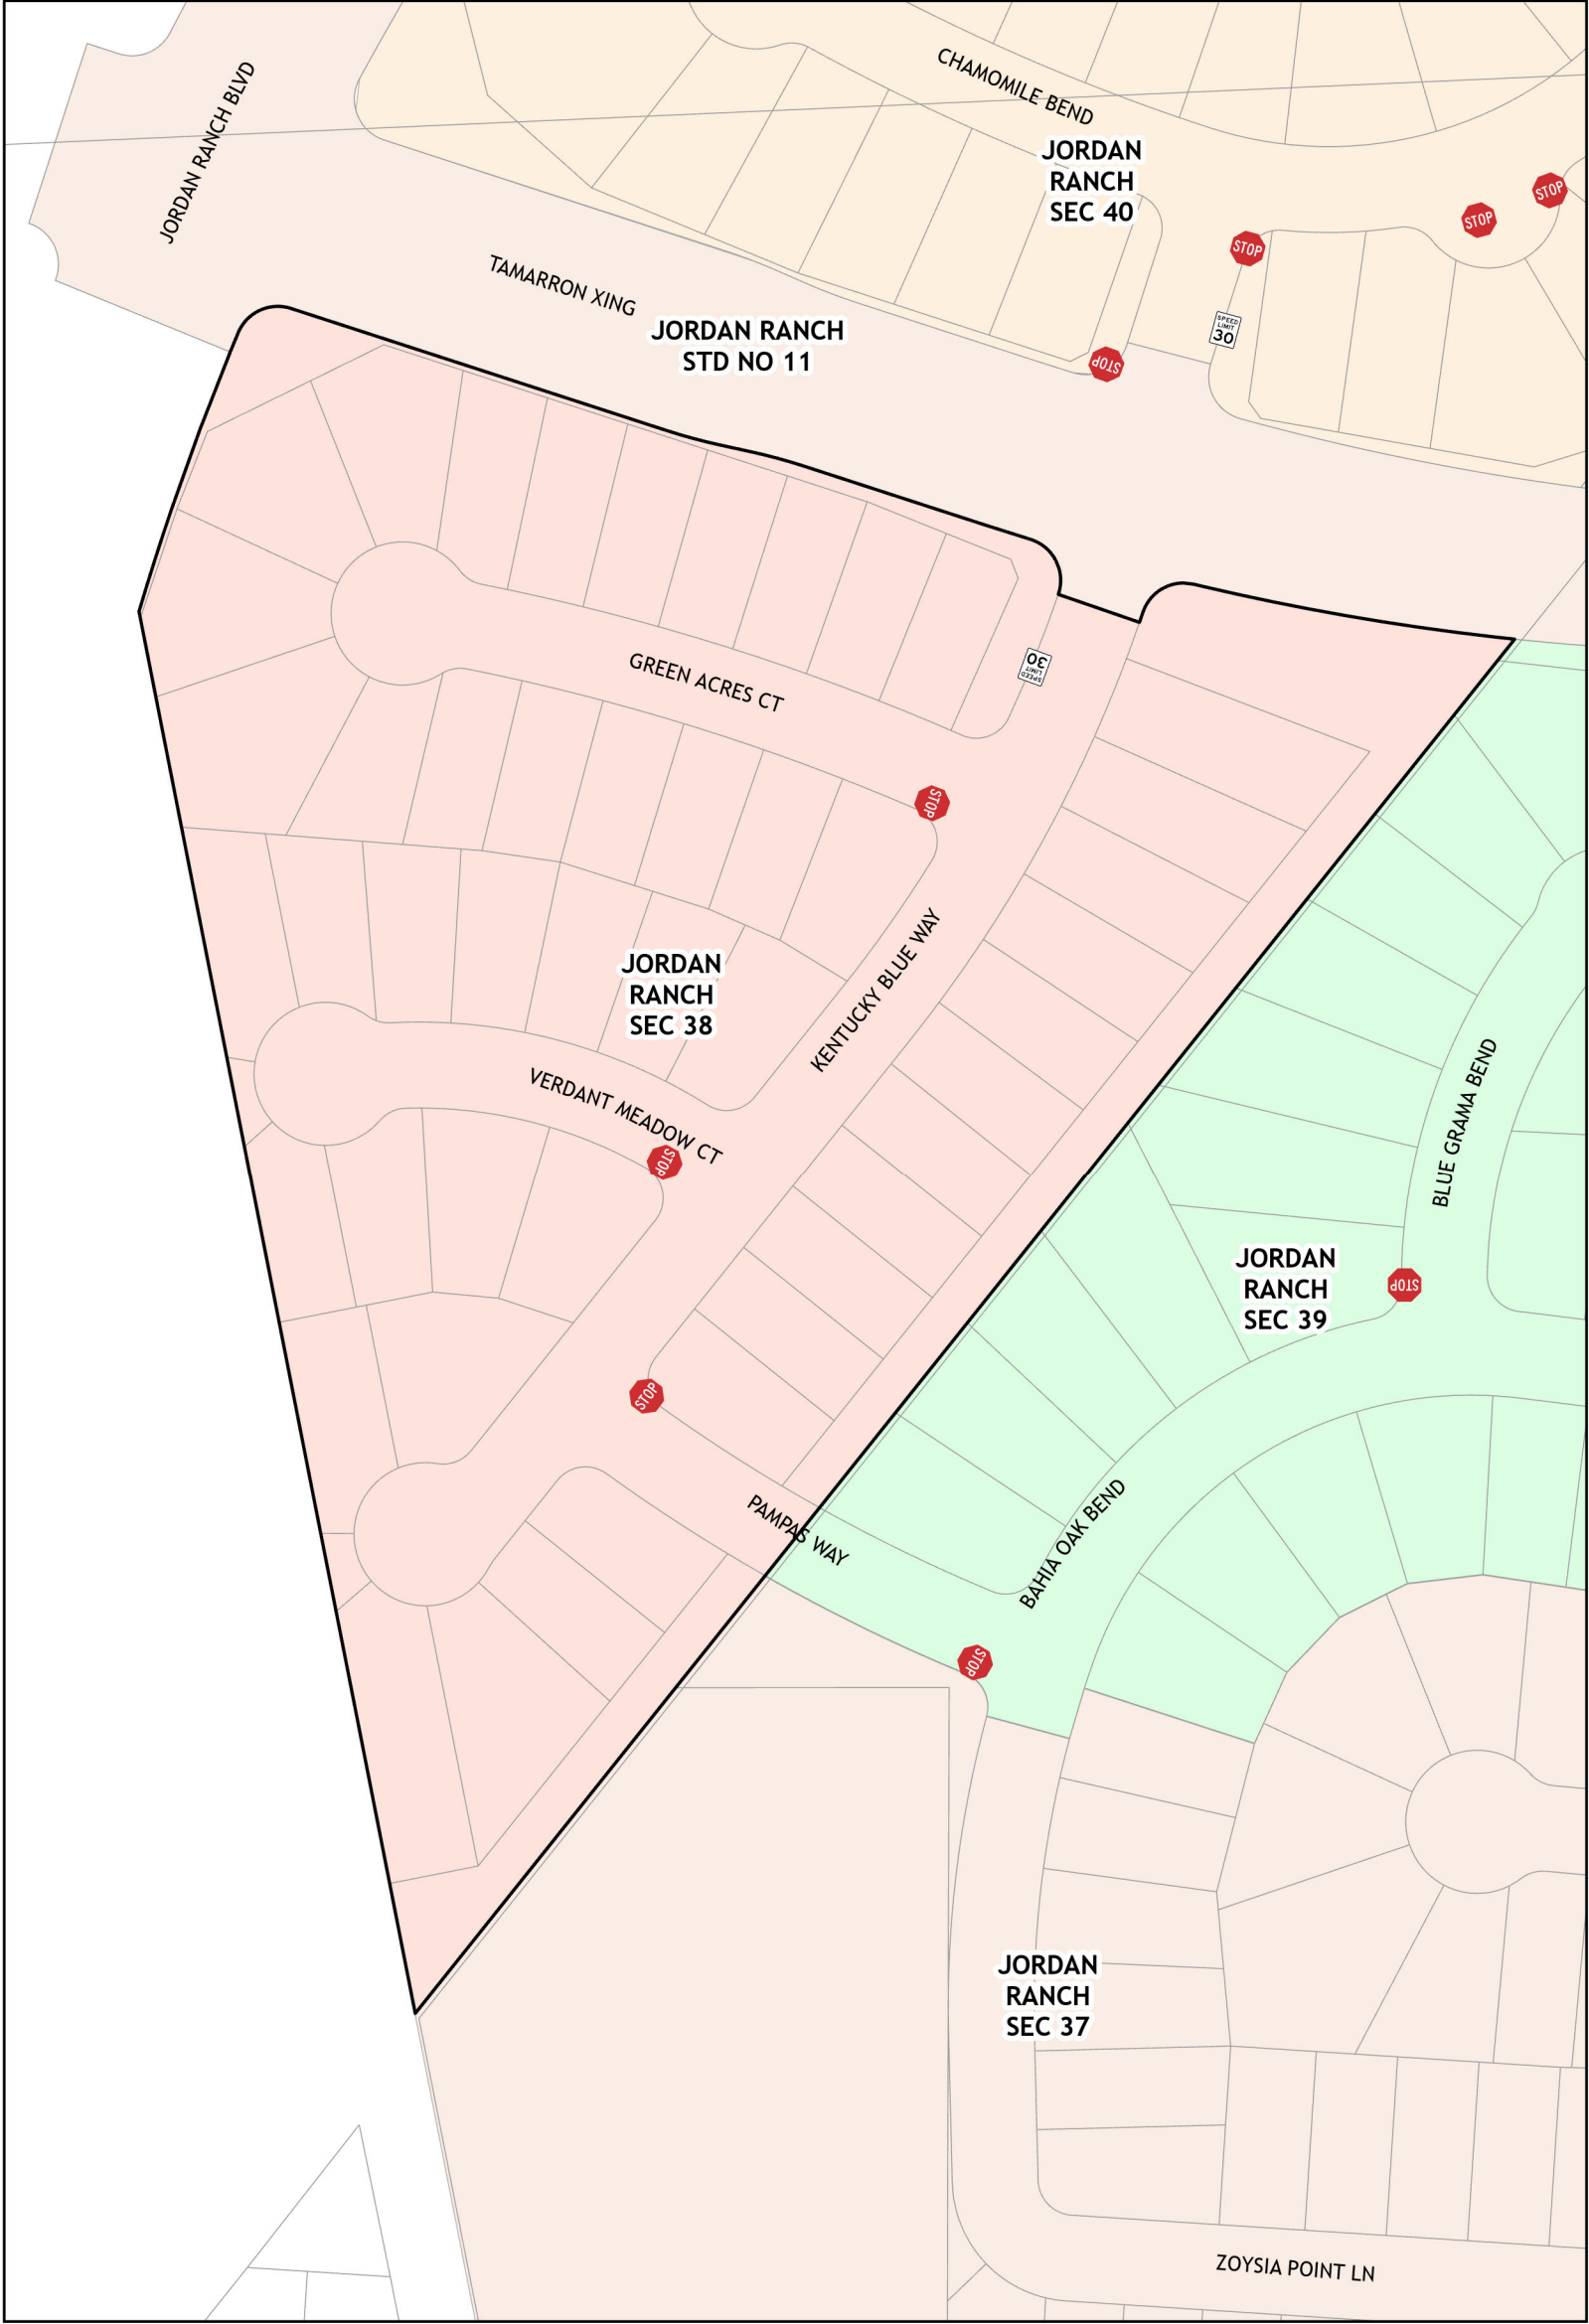 JORDAN RANCH BLVD
CHAMOMILE BEND
JORDAN
RANCH
SEC 40
STOP
STOP
STOP
TAMARRON XING
JORDAN RANCH
STD NO 11
SPEED
LIMIT
30
STOP
GREEN ACRES CT
SPEED
LIMIT
30
STOP
KENTUCKY BLUE WAY
JORDAN
RANCH
SEC 38
VERDANT MEADOW CT
STOP
BLUE GRAMA BEND
JORDAN
RANCH
SEC 39
STOP
STOP
PAMPAS WAY
BAHIA OAK BEND
STOP
JORDAN
RANCH
SEC 37
ZOYSIA POINT LN